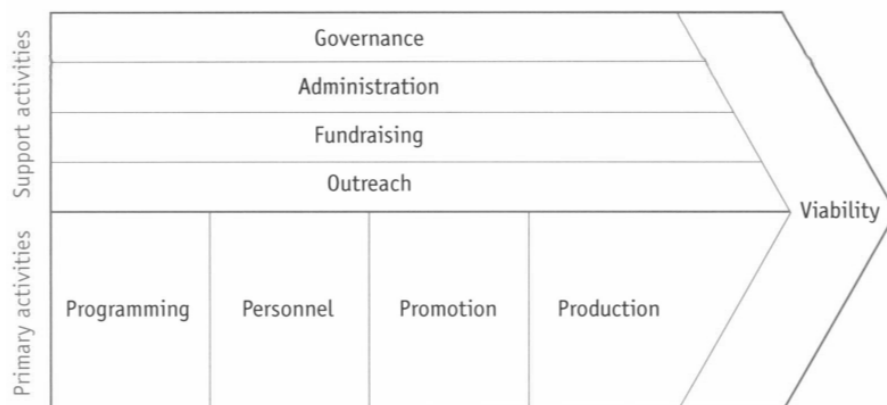 Support activities
Governance
Administration
Fundraising
Outreach
Viability
Primary activities
Programming
Personnel
Promotion
Production